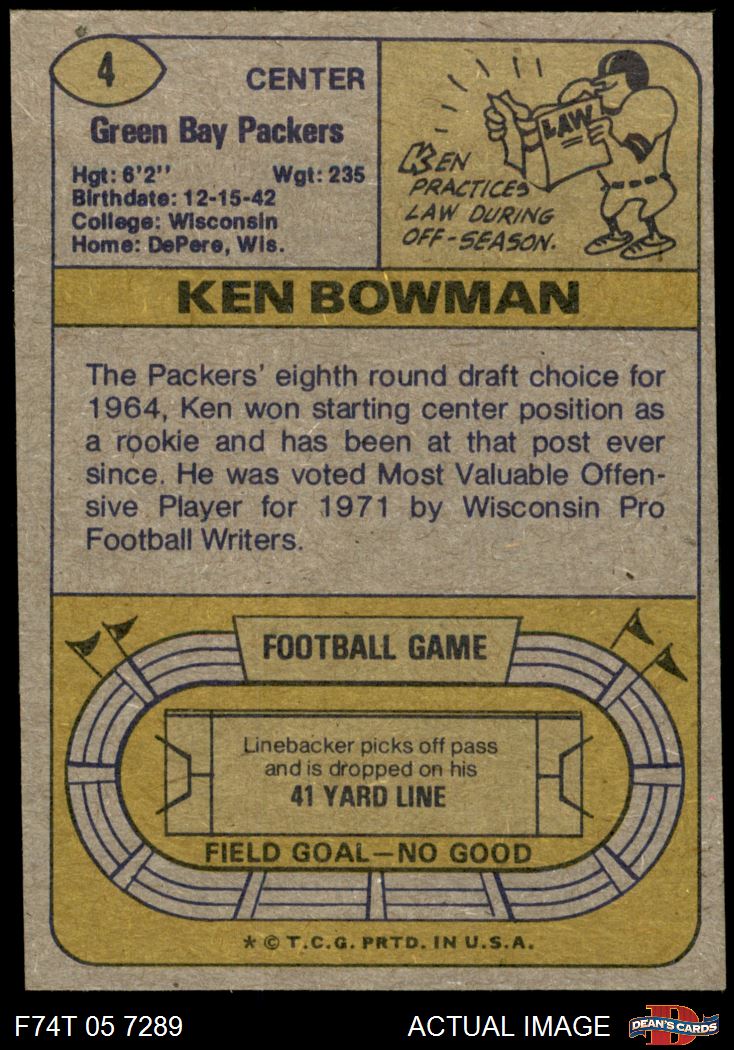 4
CENTER
Green Bay Packers
Hgt: 6'2" Wgt: 235
Birthdate: 12-15-42
College: Wisconsin
Home: DePere, Wis.
LAW
KEN
PRACTICES
LAW DURING
OFF-SEASON.
KEN BOWMAN
The Packers' eighth round draft choice for
1964, Ken won starting center position as
a rookie and has been at that post ever
since. He was voted Most Valuable Offen-
sive Player for 1971 by Wisconsin Pro
Football Writers.
FOOTBALL GAME
Linebacker picks off pass
and is dropped on his
41 YARD LINE
FIELD GOAL—NO GOOD
* © T.C.G. PRTD. IN U.S.A.
F74T 05 7289
ACTUAL IMAGE
D
DEAN'S CARDS